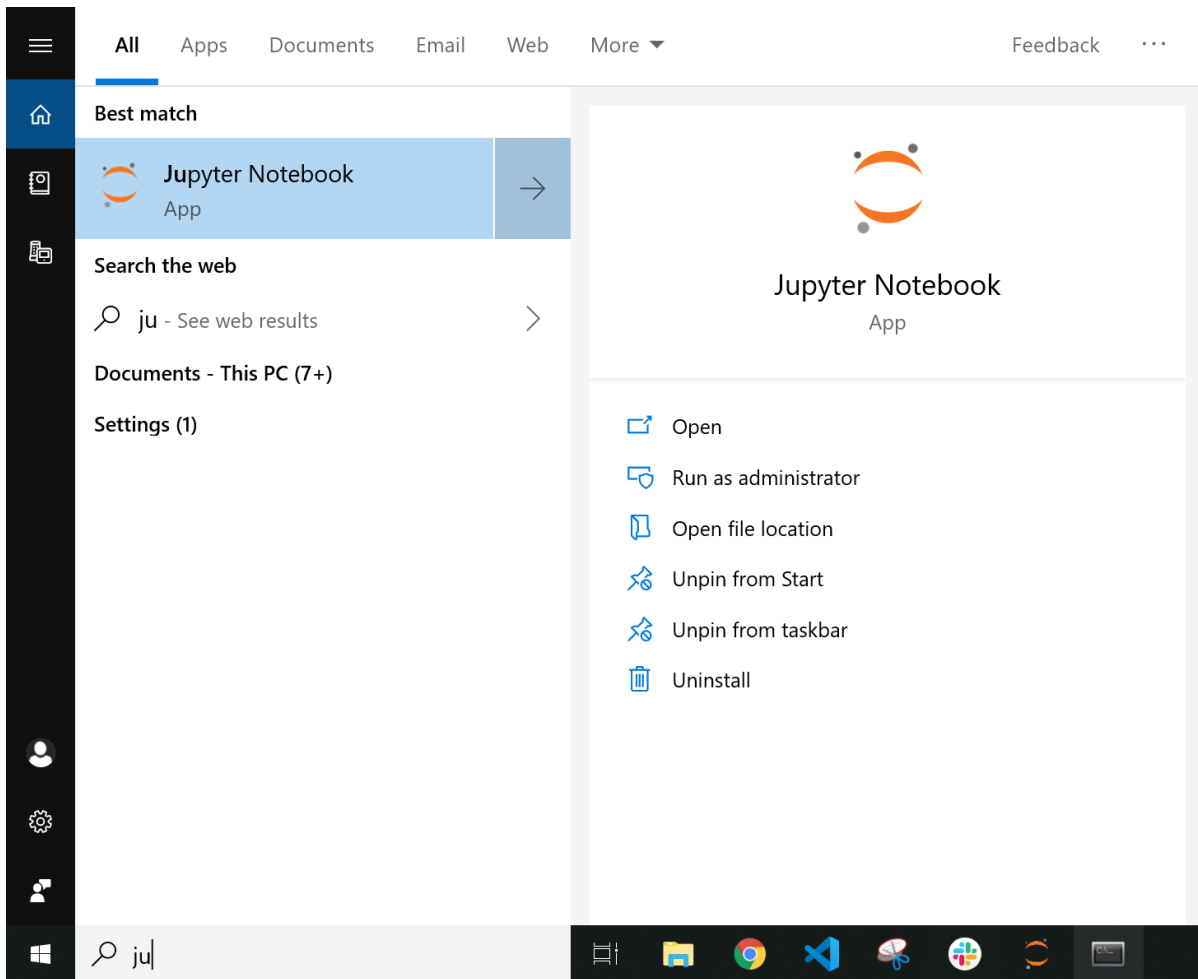 All Apps Documents Email Web More Feedback ...
Best match
Jupyter Notebook
App
Search the web
ju - See web results
Documents - This PC (7+)
Settings (1)
Jupyter Notebook
App
Open
Run as administrator
Open file location
Unpin from Start
Unpin from taskbar
Uninstall
ju